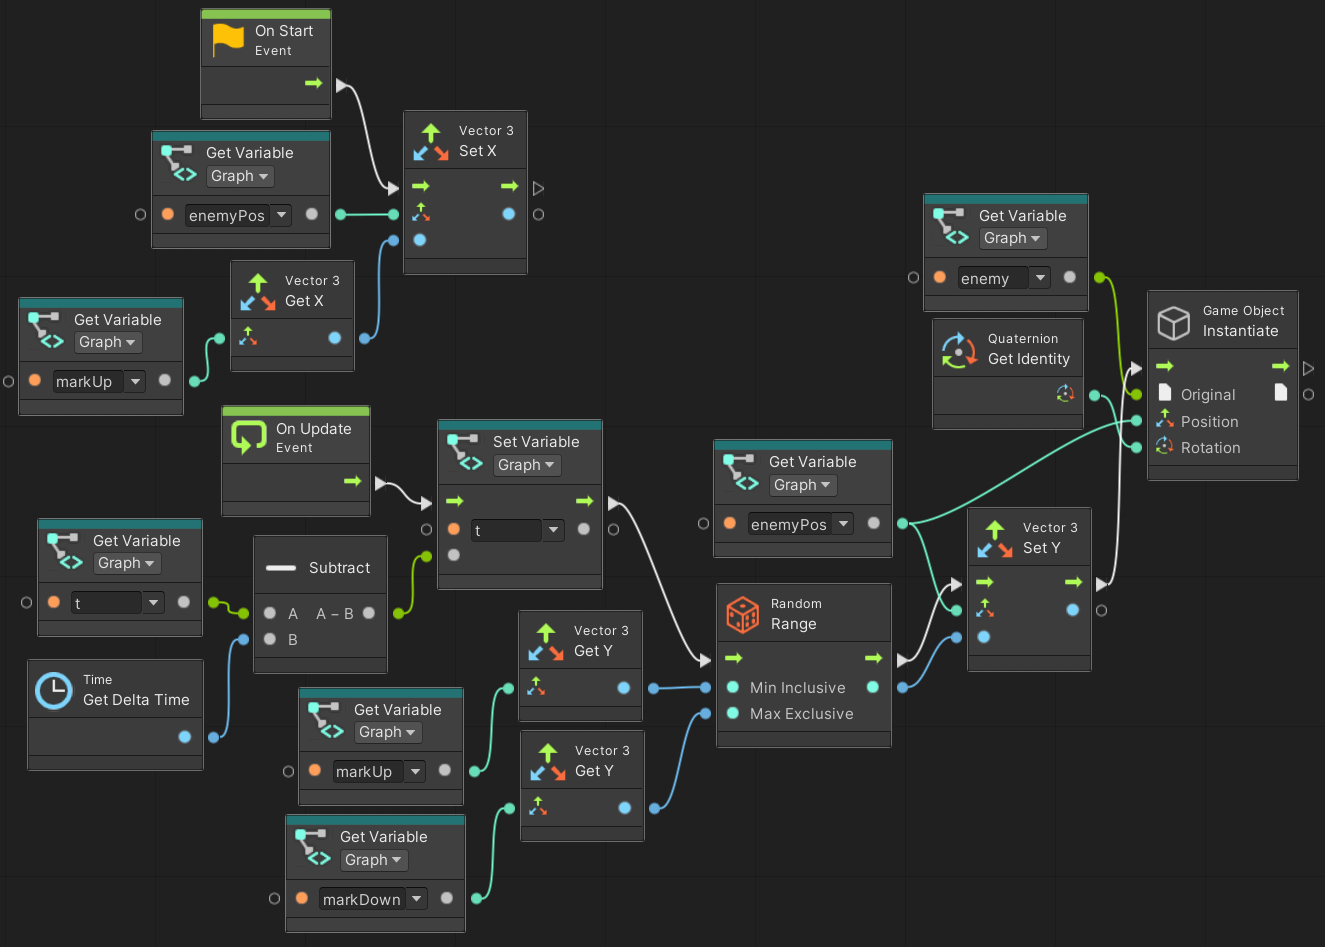 On Start
Event
Get Variable
Graph
enemyPos
Vector 3
Set X
Vector 3
Get X
Get Variable
Graph
markUp
On Update
Event
Set Variable
Graph
t
Get Variable
Graph
t
Subtract
A A – B
B
Time
Get Delta Time
Get Variable
Graph
markUp
Vector 3
Get Y
Vector 3
Get Y
Get Variable
Graph
markDown
Get Variable
Graph
enemyPos
Random
Range
Min Inclusive
Max Exclusive
Get Variable
Graph
enemy
Quaternion
Get Identity
Vector 3
Set Y
Game Object
Instantiate
Original
Position
Rotation